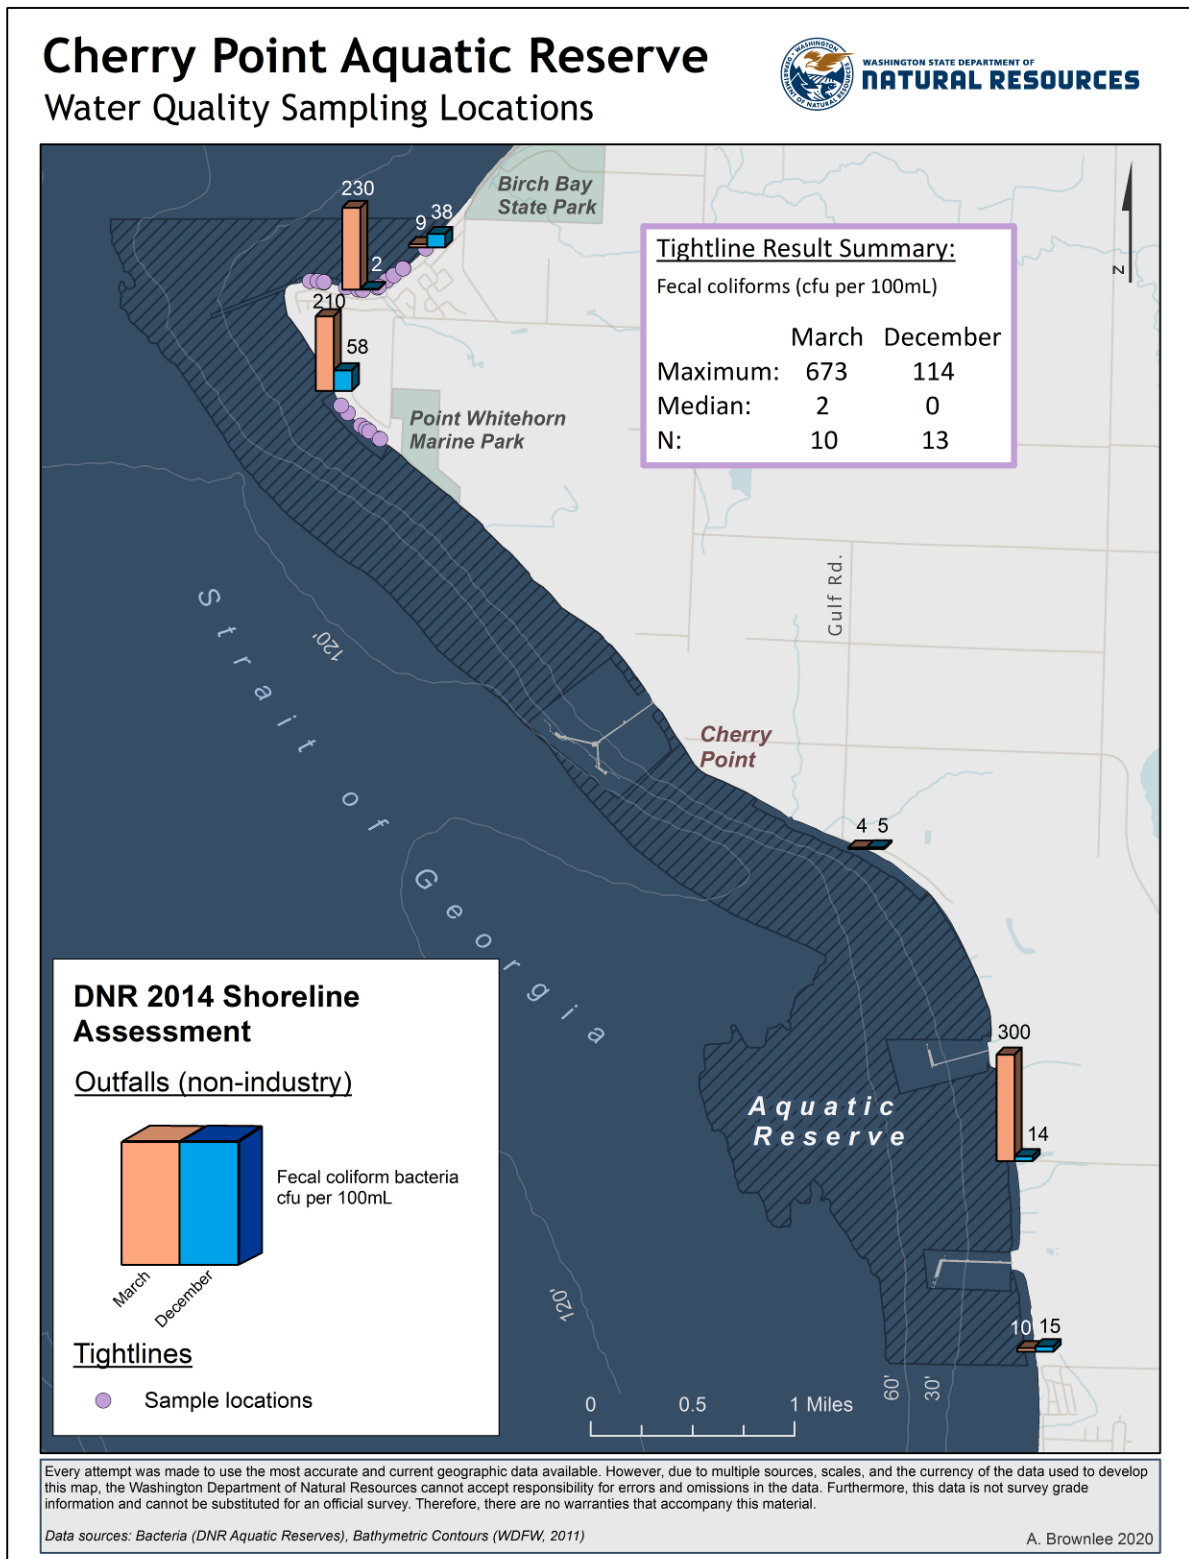 Cherry Point Aquatic Reserve
Water Quality Sampling Locations
WASHINGTON STATE DEPARTMENT OF
NATURAL RESOURCES
WASHINGTON
DEPARTMENT OF NATURAL RESOURCES
Birch Bay
State Park
230
9
38
2
210
58
Point Whitehorn
Marine Park
Tightline Result Summary:
Fecal coliforms (cfu per 100mL)
March December
Maximum: 673 114
Median: 2 0
N: 10 13
N
Gulf Rd.
120'
Strait of Georgia
Cherry
Point
4 5
300
14
Aquatic
Reserve
10 15
120'
60'
30'
DNR 2014 Shoreline
Assessment
Outfalls (non-industry)
Fecal coliform bacteria
cfu per 100mL
March
December
Tightlines
Sample locations
0 0.5 1 Miles
Every attempt was made to use the most accurate and current geographic data available. However, due to multiple sources, scales, and the currency of the data used to develop
this map, the Washington Department of Natural Resources cannot accept responsibility for errors and omissions in the data. Furthermore, this data is not survey grade
information and cannot be substituted for an official survey. Therefore, there are no warranties that accompany this material.
Data sources: Bacteria (DNR Aquatic Reserves), Bathymetric Contours (WDFW, 2011)
A. Brownlee 2020